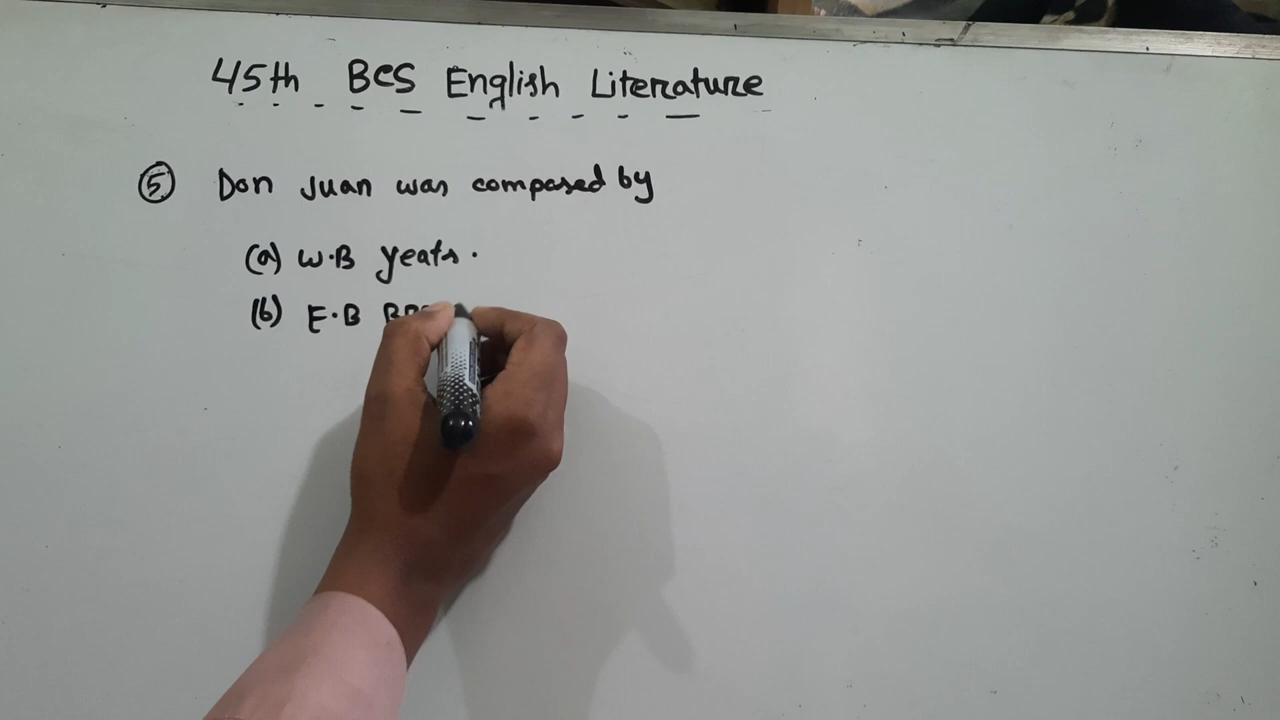 45th BCS English Literature
5 Don Juan was composed by
(a) W.B Yeats.
(b) E.B